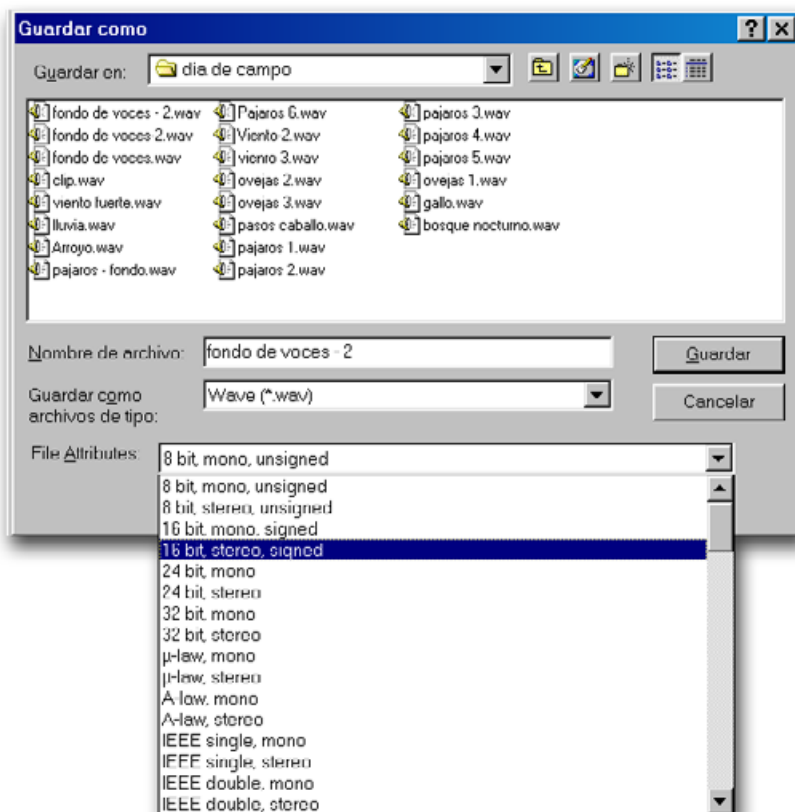 Guardar como
Guardar en: dia de campo
fondo de voces - 2.wav
fondo de voces 2.wav
fondo de voces.wav
clip.wav
viento fuerte.wav
lluvia.wav
Arroyo.wav
pajaros - fondo.wav
Pajaros 6.wav
Viento 2.wav
viento 3.wav
ovejas 2.wav
ovejas 3.wav
pasos caballo.wav
pajaros 1.wav
pajaros 2.wav
pajaros 3.wav
pajaros 4.wav
pajaros 5.wav
ovejas 1.wav
gallo.wav
bosque nocturno.wav
Nombre de archivo: fondo de voces - 2
Guardar
Guardar como
archivos de tipo:
Wave (*.wav)
Cancelar
File Attributes: 8 bit, mono, unsigned
8 bit, mono, unsigned
8 bit, stereo, unsigned
16 bit, mono, signed
16 bit, stereo, signed
24 bit, mono
24 bit, stereo
32 bit, mono
32 bit, stereo
µ-law, mono
µ-law, stereo
A-law, mono
A-law, stereo
IEEE single, mono
IEEE single, stereo
IEEE double, mono
IEEE double, stereo